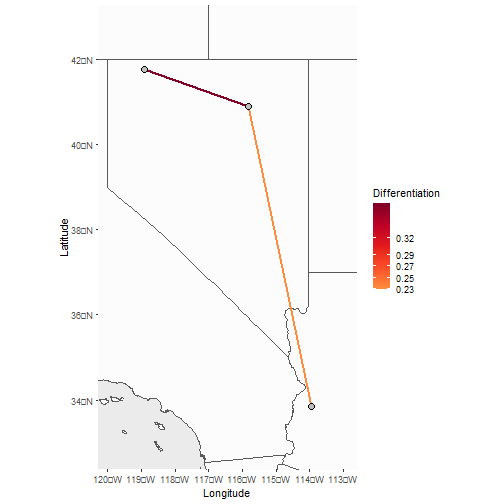 42□N
40□N
38□N
36□N
34□N
Latitude
120□W 119□W 118□W 117□W 116□W 115□W 114□W 113□W
Longitude
Differentiation
0.32
0.29
0.27
0.25
0.23